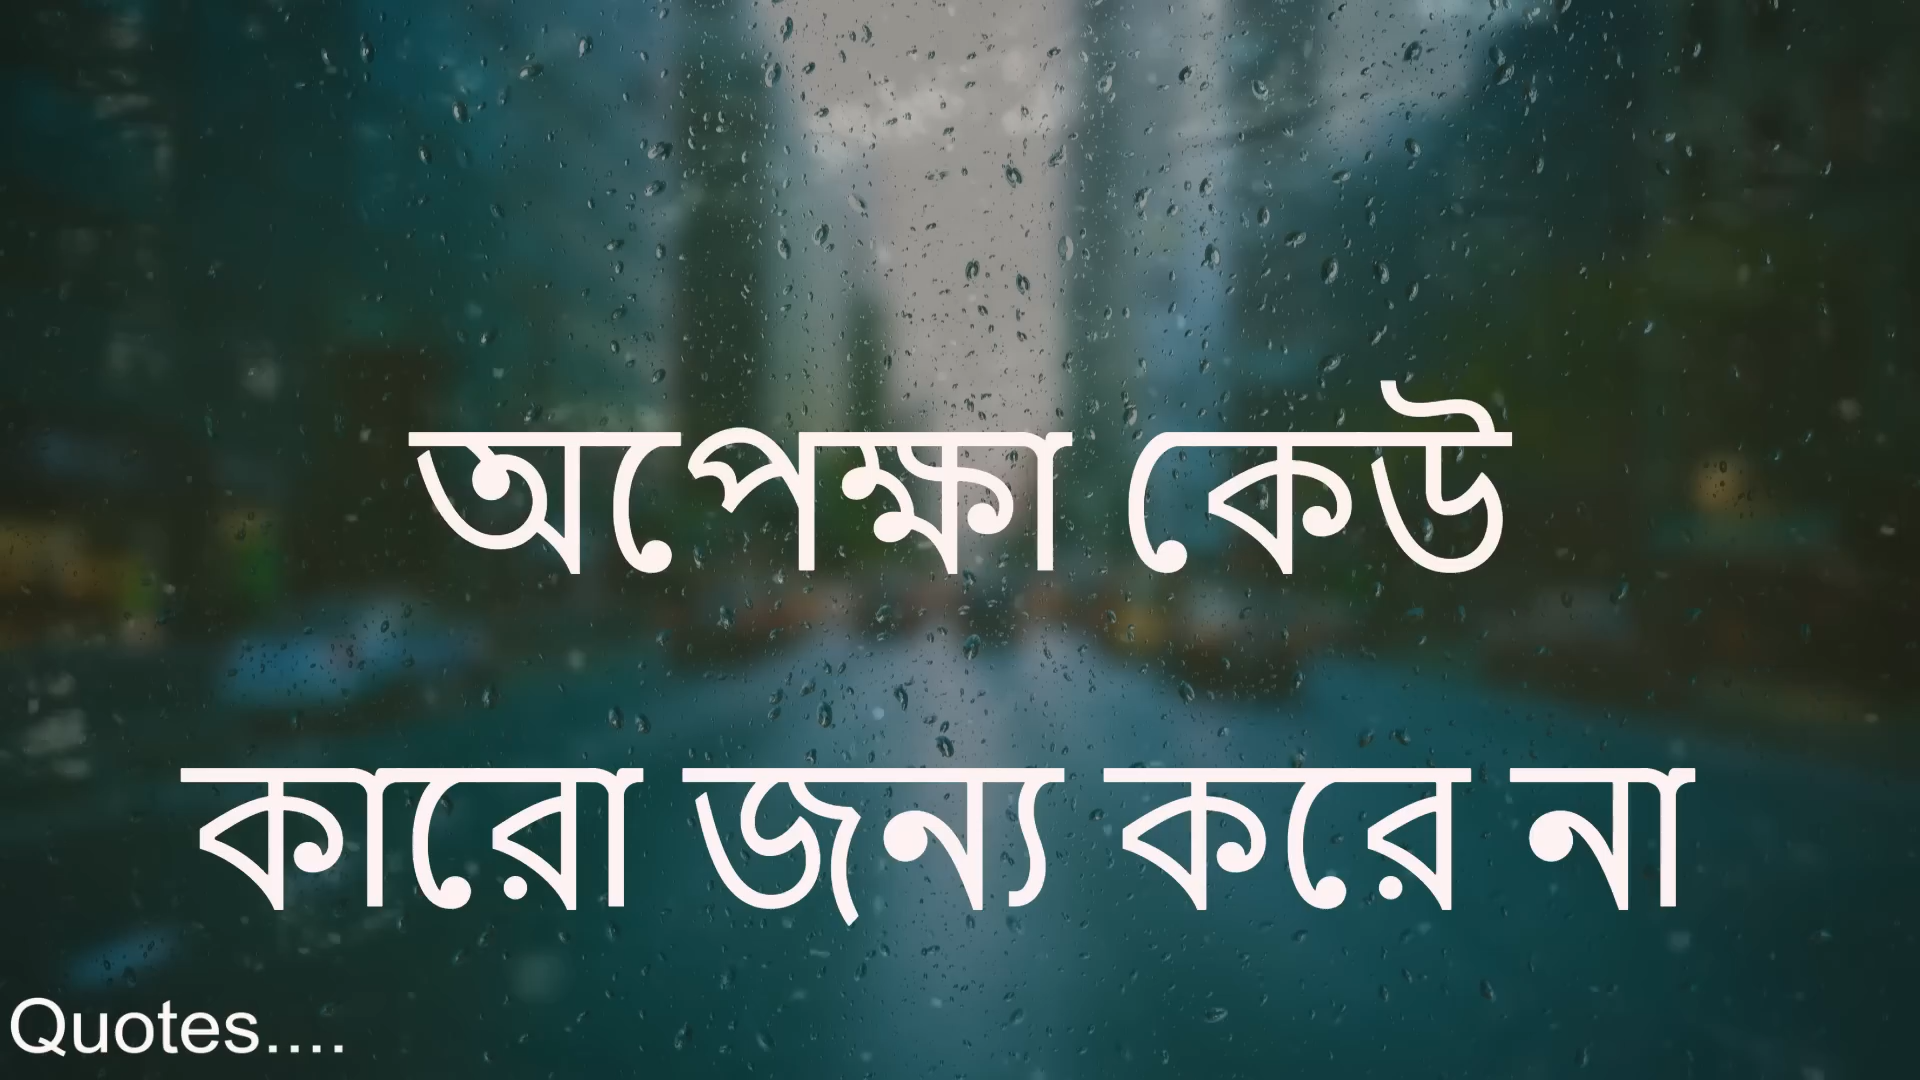 অপেক্ষা কেউ
কারো জন্য করে না
Quotes....